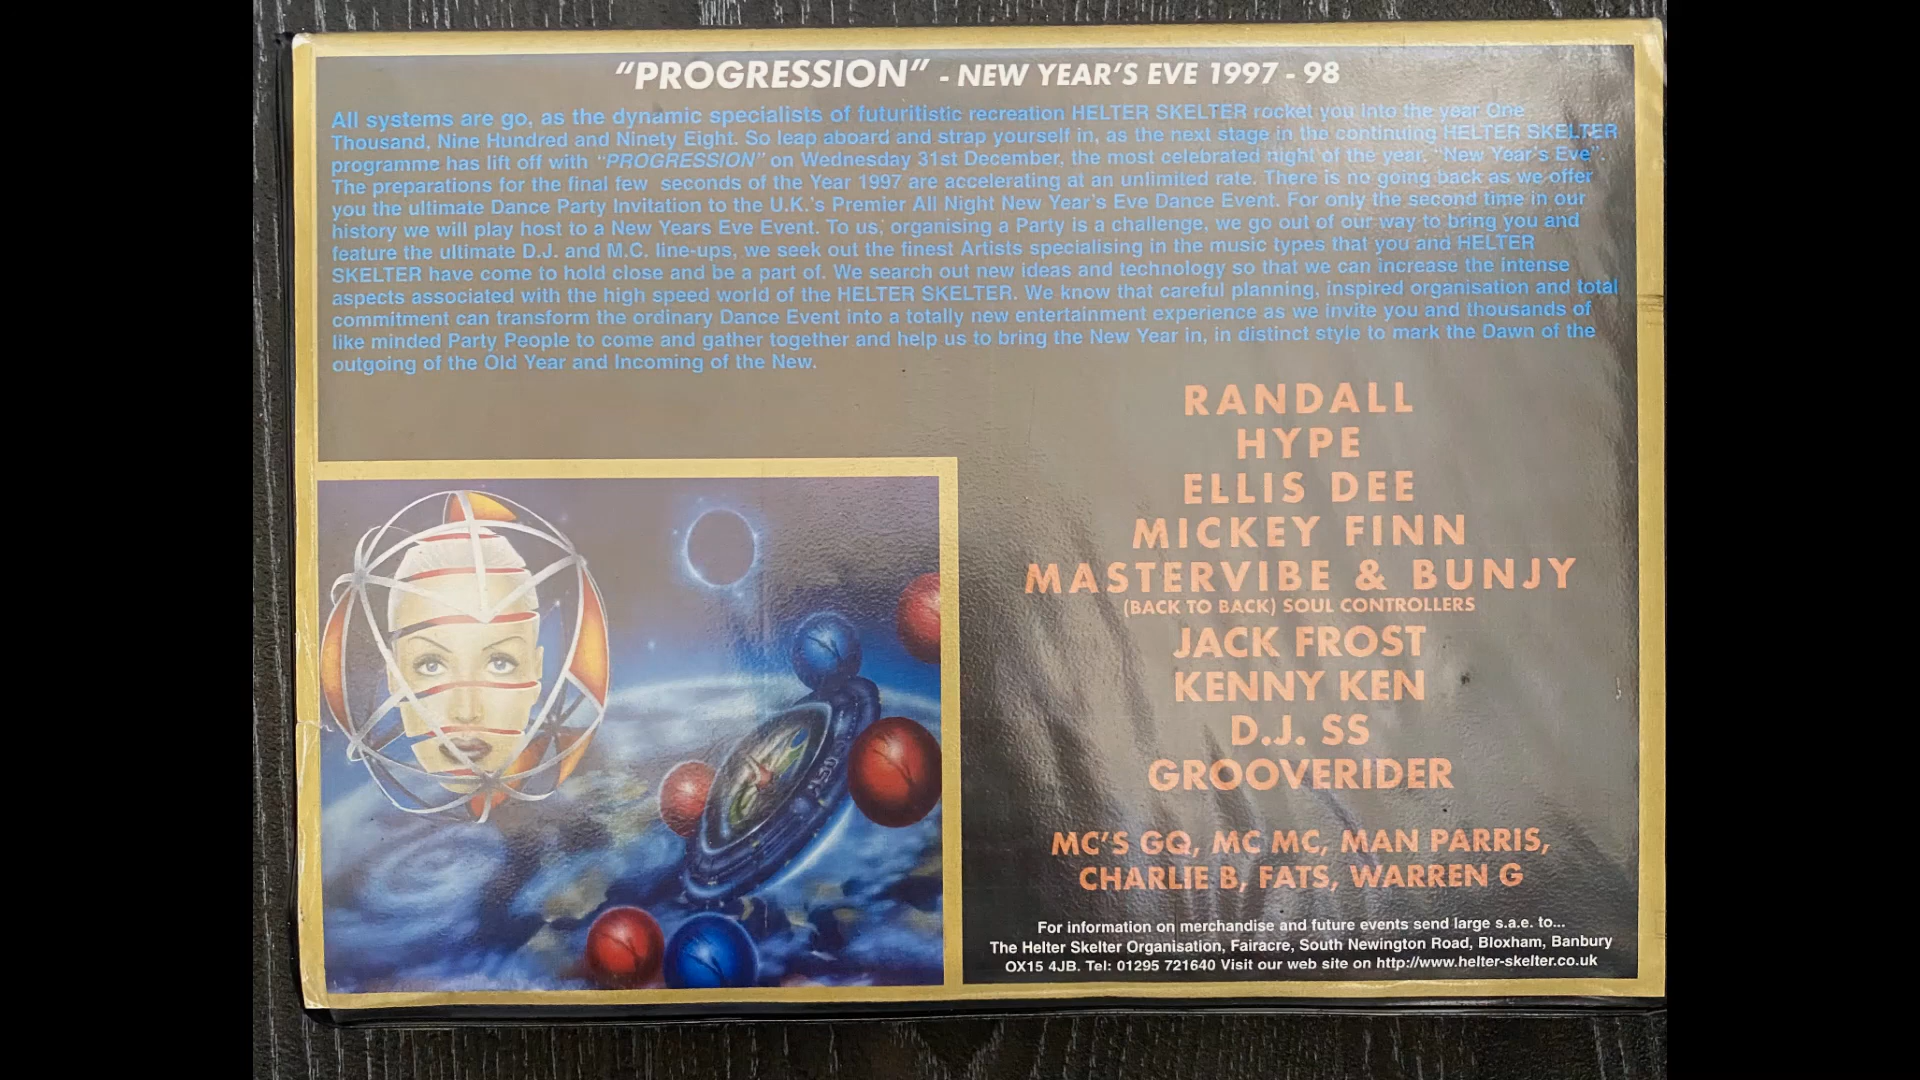 “PROGRESSION” - NEW YEAR'S EVE 1997 - 98
All systems are go, as the dynamic specialists of futuritistic recreation HELTER SKELTER rocket you into the year One
Thousand, Nine Hundred and Ninety Eight. So leap aboard and strap yourself in, as the next stage in the continuing HELTER SKELTER
programme has lift off with “PROGRESSION” on Wednesday 31st December, the most celebrated night of the year, “New Year's Eve”.
The preparations for the final few seconds of the Year 1997 are accelerating at an unlimited rate. There is no going back as we offer
you the ultimate Dance Party Invitation to the U.K.'s Premier All Night New Year's Eve Dance Event. For only the second time in our
history we will play host to a New Years Eve Event. To us, organising a Party is a challenge, we go out of our way to bring you and
feature the ultimate D.J. and M.C. line-ups, we seek out the finest Artists specialising in the music types that you and HELTER
SKELTER have come to hold close and be a part of. We search out new ideas and technology so that we can increase the intense
aspects associated with the high speed world of the HELTER SKELTER. We know that careful planning, inspired organisation and total
commitment can transform the ordinary Dance Event into a totally new entertainment experience as we invite you and thousands of
like minded Party People to come and gather together and help us to bring the New Year in, in distinct style to mark the Dawn of the
outgoing of the Old Year and Incoming of the New.
RANDALL
HYPE
ELLIS DEE
MICKEY FINN
MASTERVIBE & BUNJY
(BACK TO BACK) SOUL CONTROLLERS
JACK FROST
KENNY KEN
D.J. SS
GROOVERIDER
MC'S GQ, MC MC, MAN PARRIS,
CHARLIE B, FATS, WARREN G
For information on merchandise and future events send large s.a.e. to...
The Helter Skelter Organisation, Fairacre, South Newington Road, Bloxham, Banbury
OX15 4JB. Tel: 01295 721640 Visit our web site on http://www.helter-skelter.co.uk